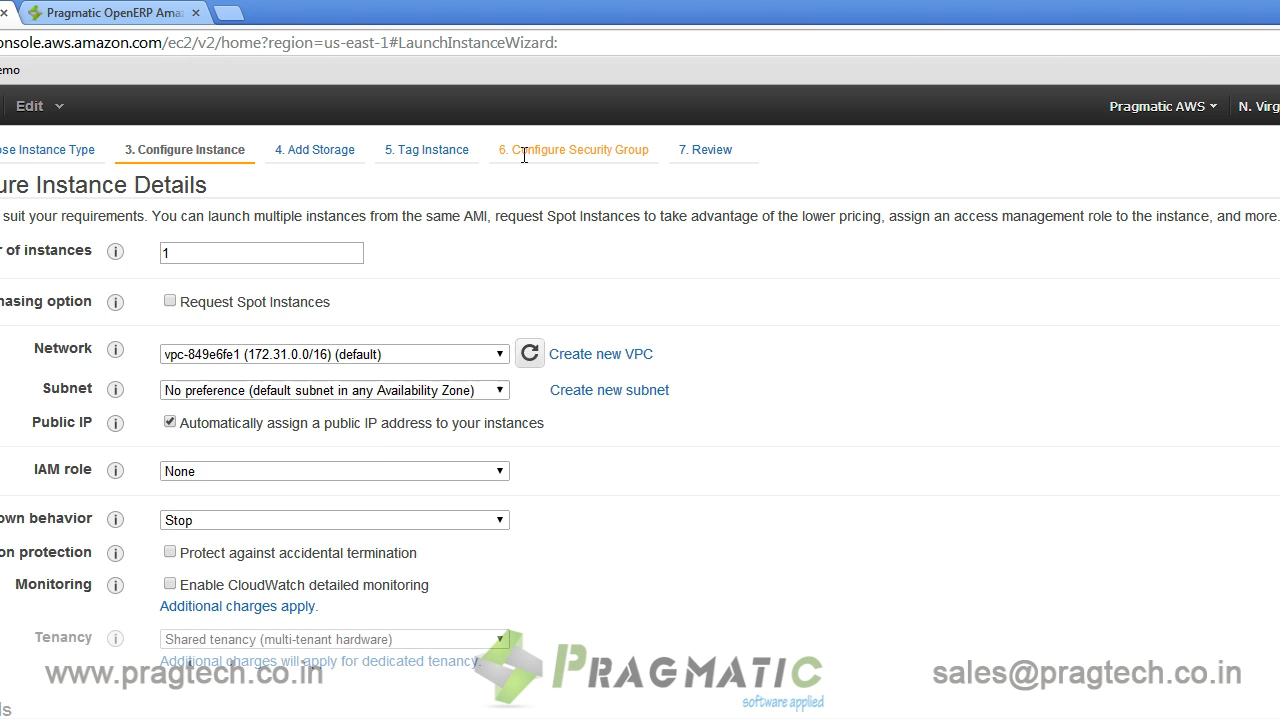 Pragmatic OpenERP Ama
onsole.aws.amazon.com/ec2/v2/home?region=us-east-1#LaunchInstanceWizard:
emo
Edit Pragmatic AWS N. Virg
ose Instance Type 3. Configure Instance 4. Add Storage 5. Tag Instance 6. Configure Security Group 7. Review
ure Instance Details
suit your requirements. You can launch multiple instances from the same AMI, request Spot Instances to take advantage of the lower pricing, assign an access management role to the instance, and more.
r of instances 1
hasing option Request Spot Instances
Network vpc-849e6fe1 (172.31.0.0/16) (default) Create new VPC
Subnet No preference (default subnet in any Availability Zone) Create new subnet
Public IP Automatically assign a public IP address to your instances
IAM role None
own behavior Stop
on protection Protect against accidental termination
Monitoring Enable CloudWatch detailed monitoring
Additional charges apply.
Tenancy Shared tenancy (multi-tenant hardware)
Additional charges will apply for dedicated tenancy.
www.pragtech.co.in PRAGMATIC sales@pragtech.co.in
software applied
ls